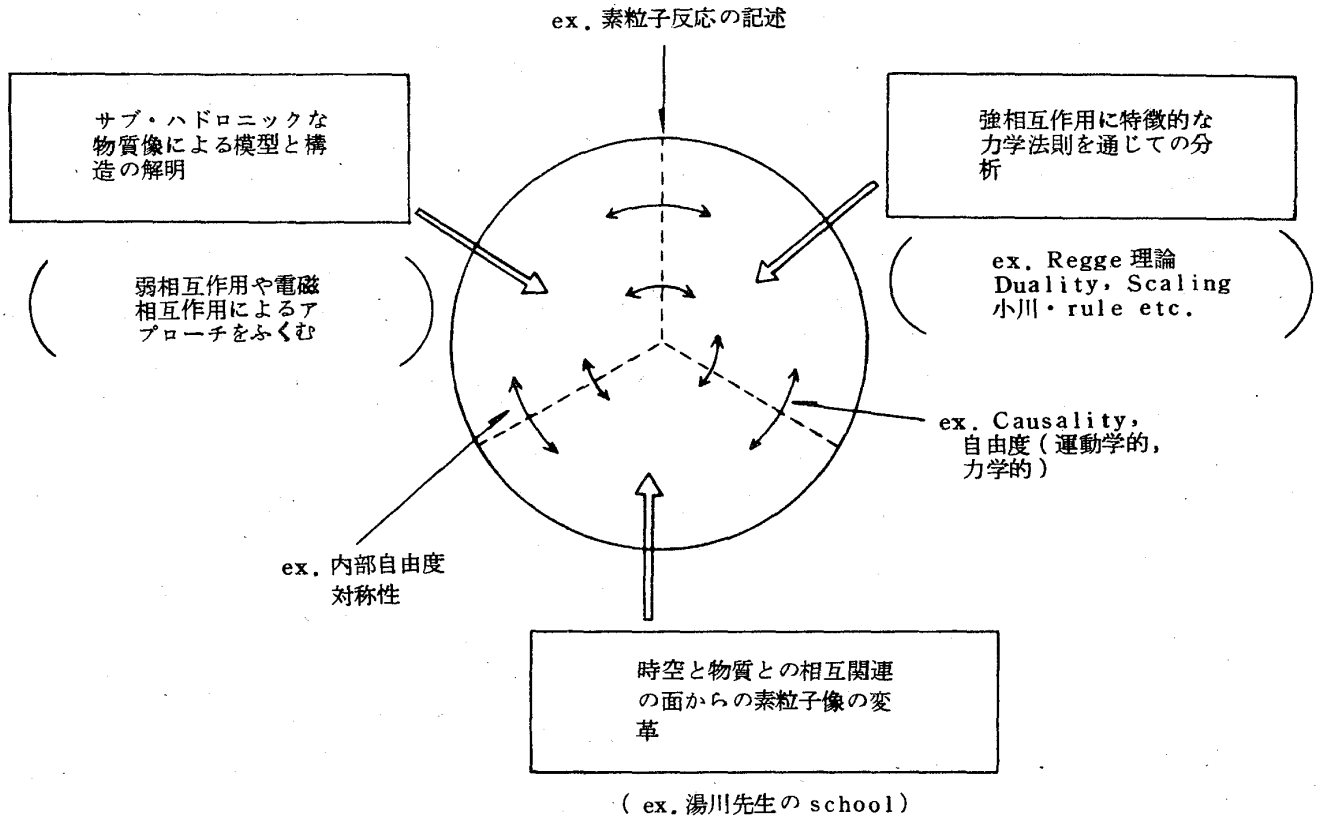 ex. 素粒子反応の記述
サブ・ハドロニックな
物質像による模型と構
造の解明
強相互作用に特徴的な
力学法則を通じての分
析
弱相互作用や電磁
相互作用によるア
プローチをふくむ
ex. Regge 理論
Duality, Scaling
小川・rule etc.
ex. Causality,
自由度（運動学的,
力学的）
ex. 内部自由度
対称性
時空と物質との相互関連
の面からの素粒子像の変
革
( ex. 湯川先生の school )